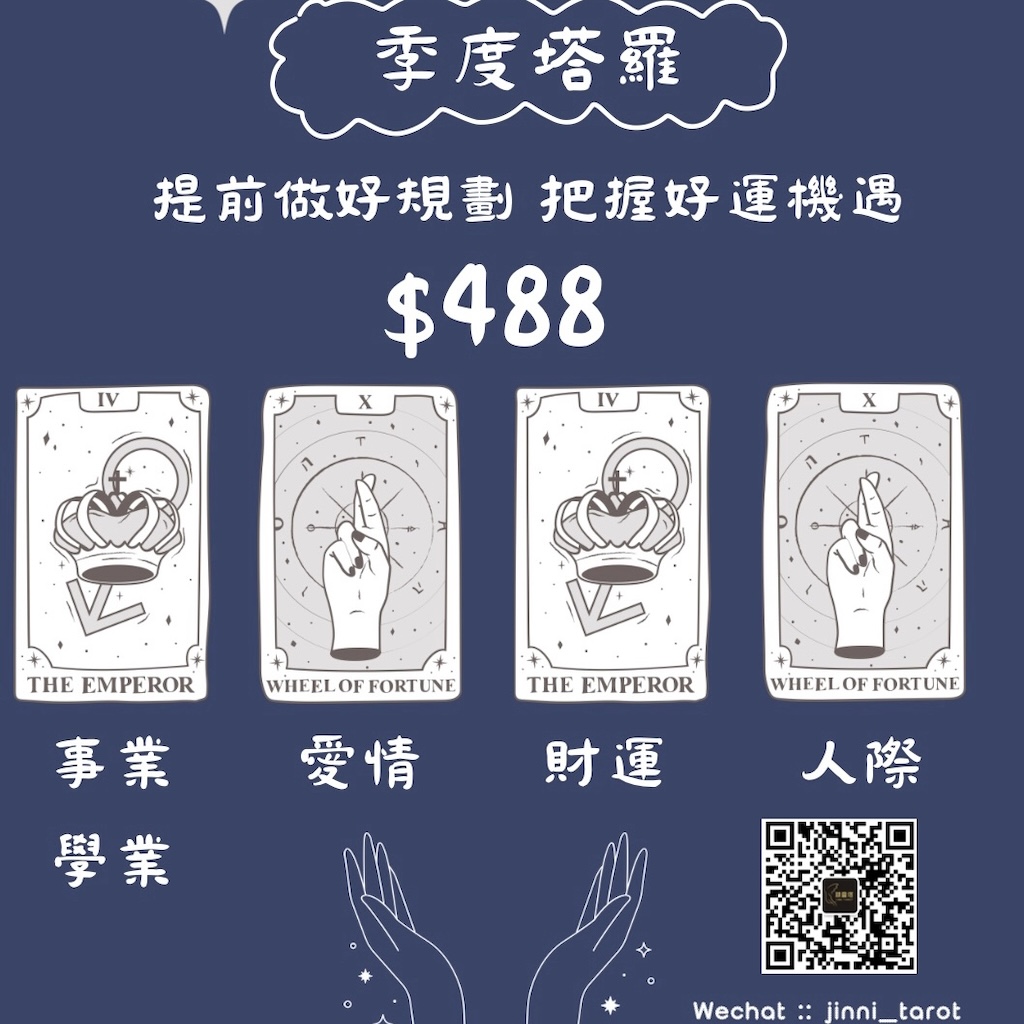 季度塔羅
提前做好規劃 把握好運機遇
$488
IV
X
IV
X
THE EMPEROR
WHEEL OF FORTUNE
THE EMPEROR
WHEEL OF FORTUNE
事業
愛情
財運
人際
學業
Wechat :: jinni_tarot